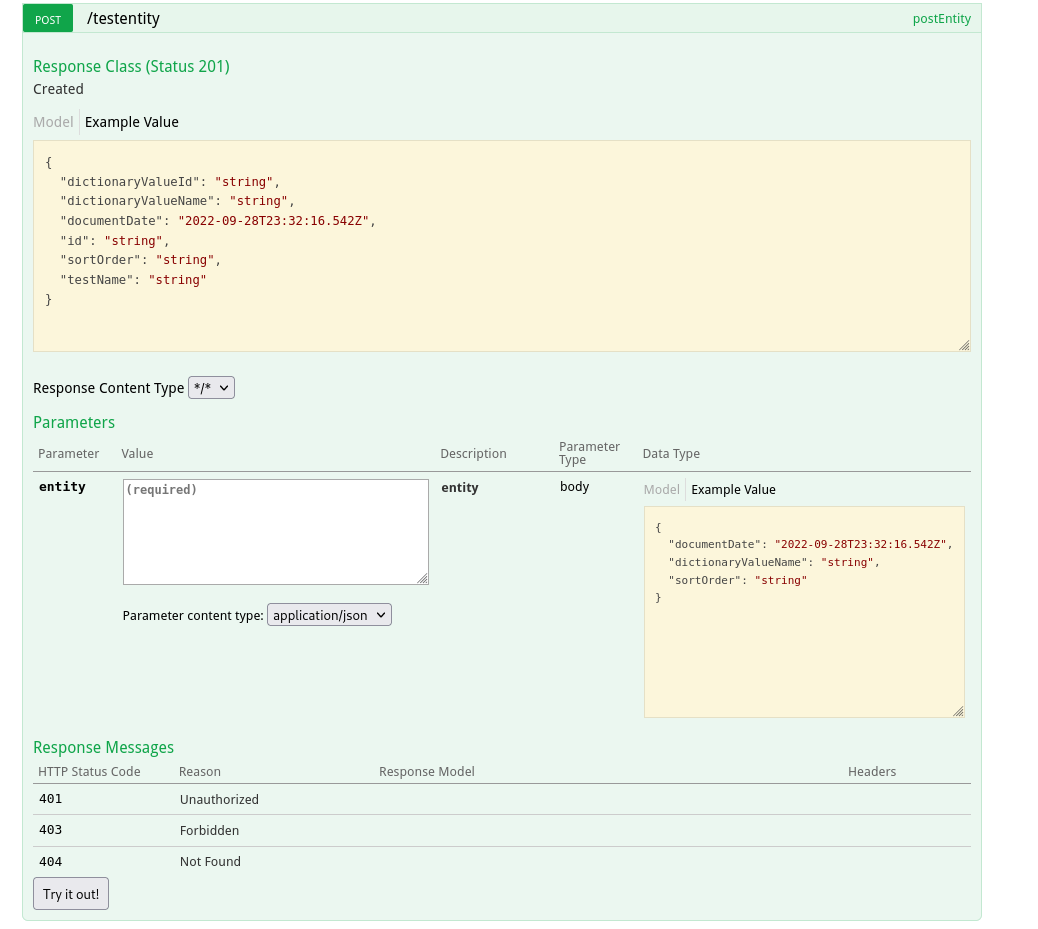 POST /testentity postEntity
Response Class (Status 201)
Created
Model Example Value
{
  "dictionaryValueId": "string",
  "dictionaryValueName": "string",
  "documentDate": "2022-09-28T23:32:16.542Z",
  "id": "string",
  "sortOrder": "string",
  "testName": "string"
}
Response Content Type */*
Parameters
Parameter Value Description Parameter Type Data Type
entity (required) entity body Model Example Value
{
  "documentDate": "2022-09-28T23:32:16.542Z",
  "dictionaryValueName": "string",
  "sortOrder": "string"
}
Parameter content type: application/json
Response Messages
HTTP Status Code Reason Response Model Headers
401 Unauthorized
403 Forbidden
404 Not Found
Try it out!